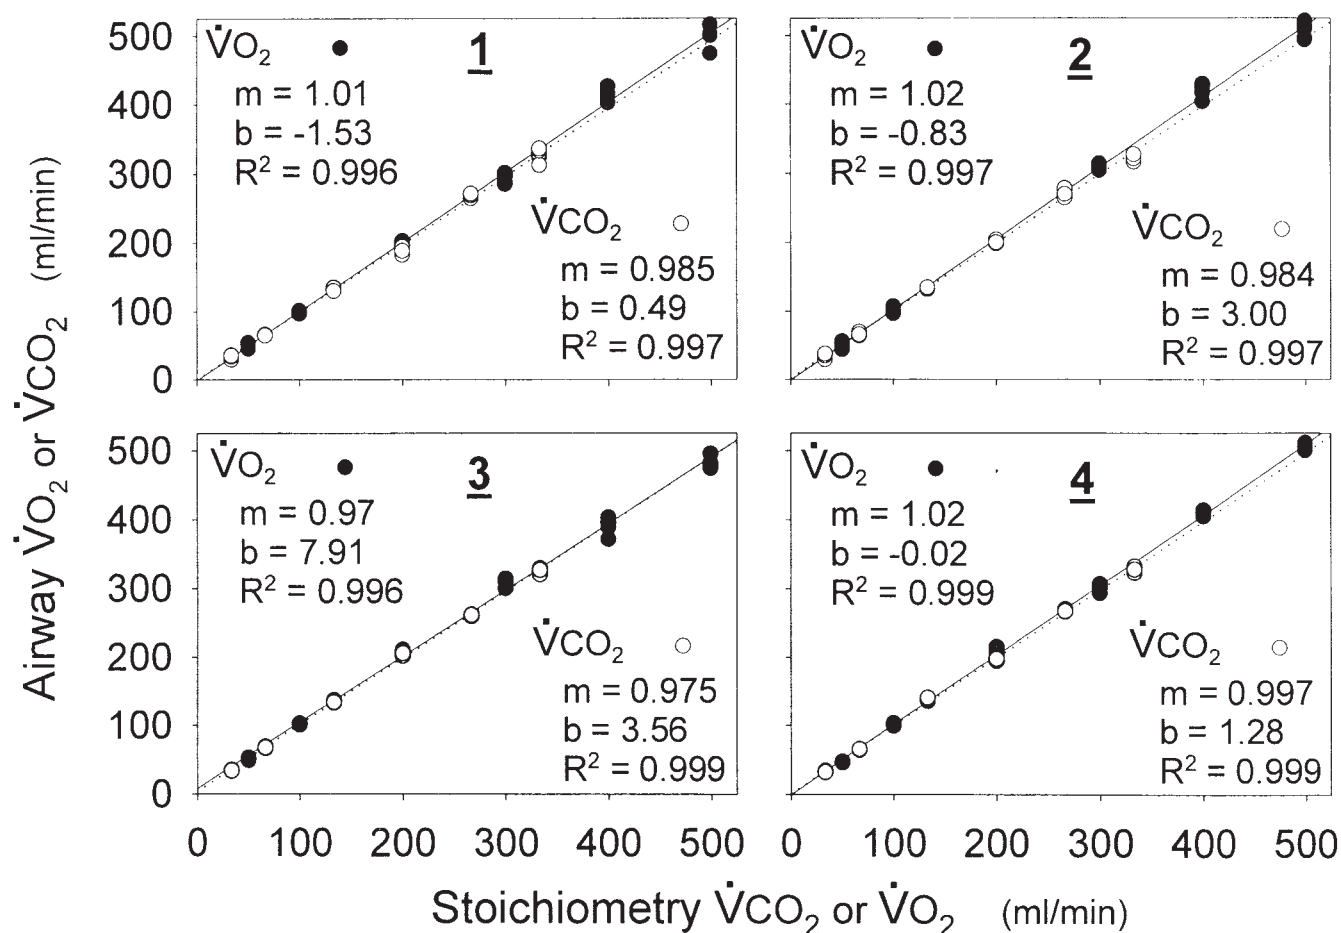 Airway V̇O₂ or V̇CO₂ (ml/min)
500
400
300
200
100
0
V̇O₂
1
m = 1.01
b = -1.53
R² = 0.996
V̇CO₂
m = 0.985
b = 0.49
R² = 0.997
V̇O₂
2
m = 1.02
b = -0.83
R² = 0.997
V̇CO₂
m = 0.984
b = 3.00
R² = 0.997
500
400
300
200
100
0
V̇O₂
3
m = 0.97
b = 7.91
R² = 0.996
V̇CO₂
m = 0.975
b = 3.56
R² = 0.999
V̇O₂
4
m = 1.02
b = -0.02
R² = 0.999
V̇CO₂
m = 0.997
b = 1.28
R² = 0.999
0 100 200 300 400 500
0 100 200 300 400 500
Stoichiometry V̇CO₂ or V̇O₂ (ml/min)